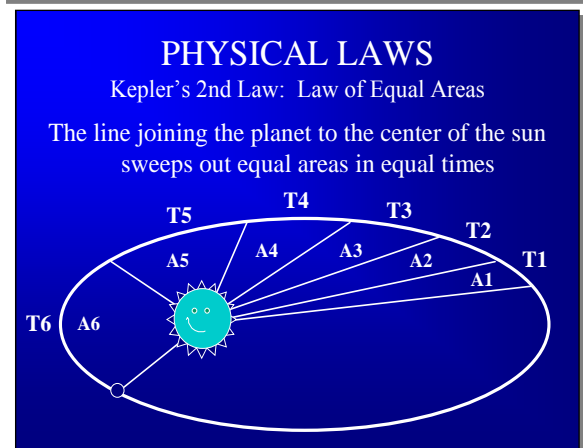 PHYSICAL LAWS
Kepler's 2nd Law: Law of Equal Areas
The line joining the planet to the center of the sun
sweeps out equal areas in equal times
T4
T5
T3
T2
T1
A5
A4
A3
A2
A1
T6
A6